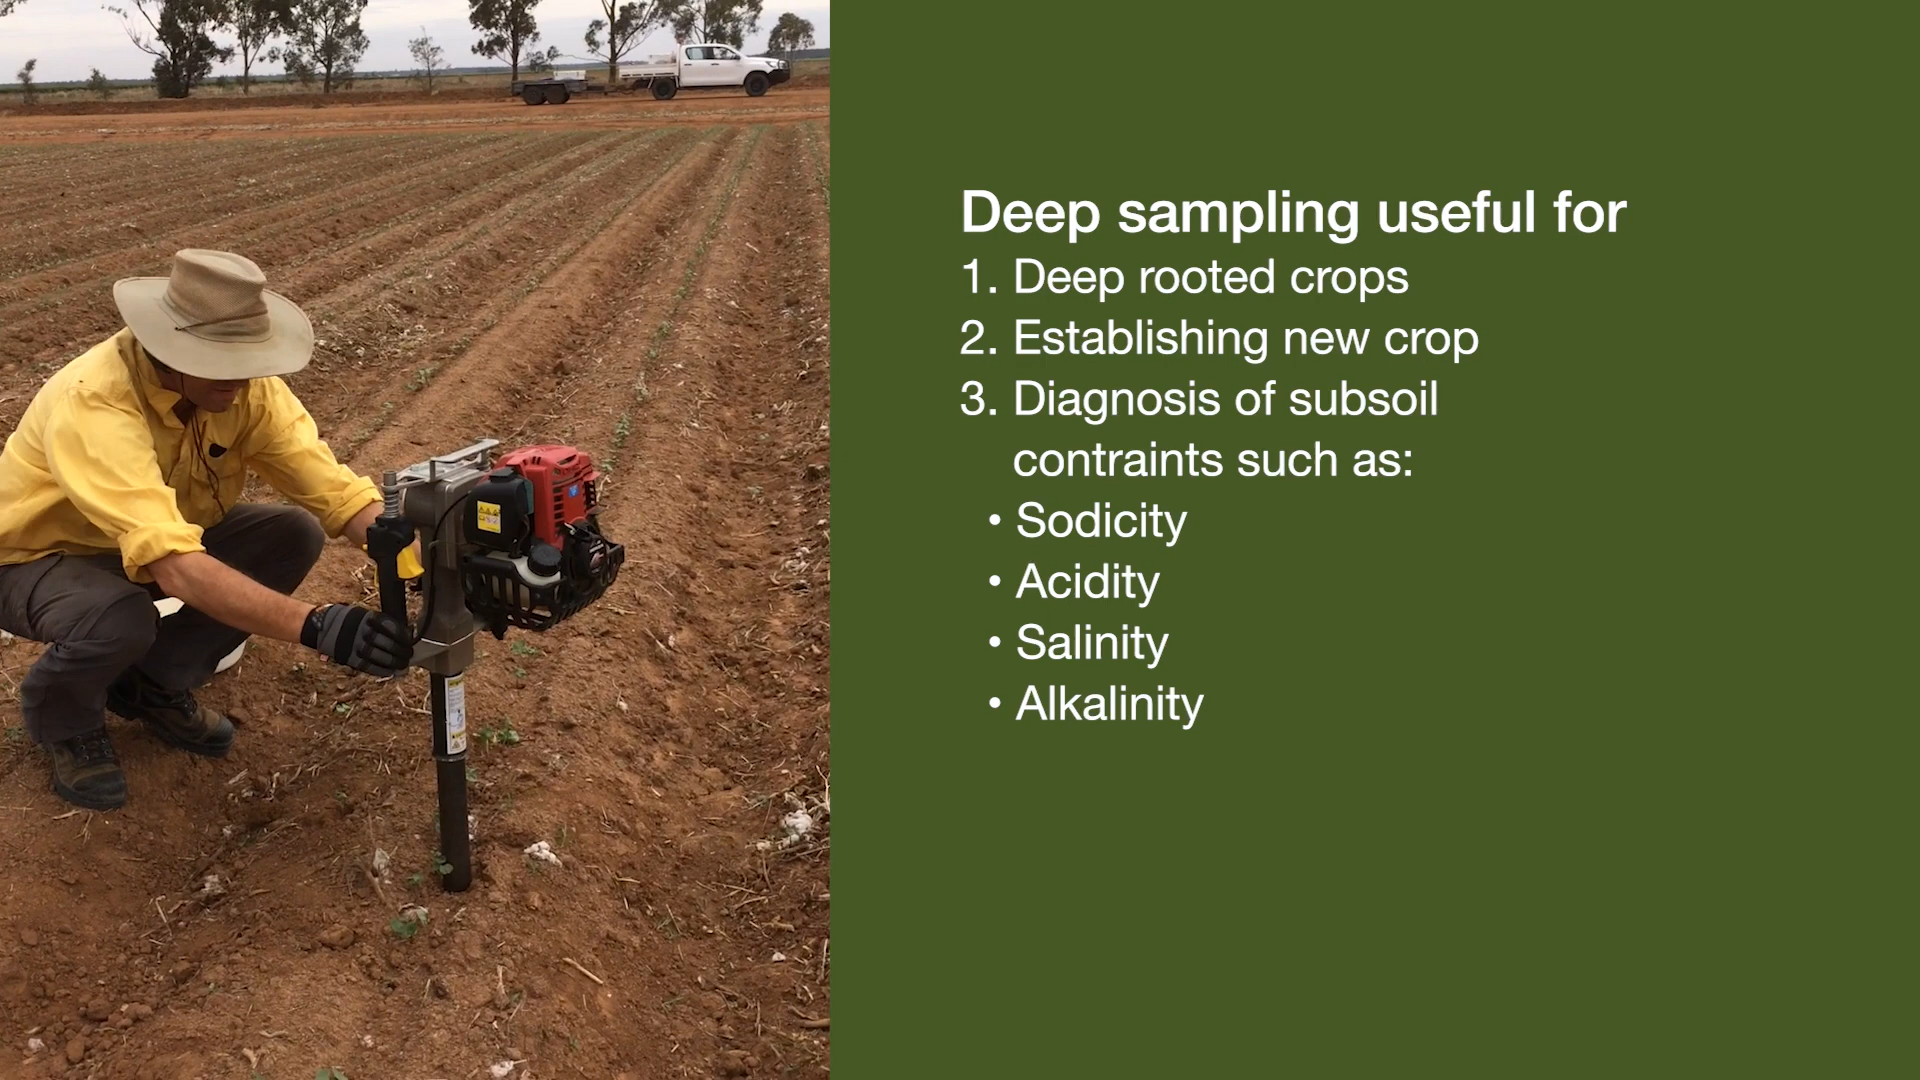 Deep sampling useful for
1. Deep rooted crops
2. Establishing new crop
3. Diagnosis of subsoil
contraints such as:
• Sodicity
• Acidity
• Salinity
• Alkalinity